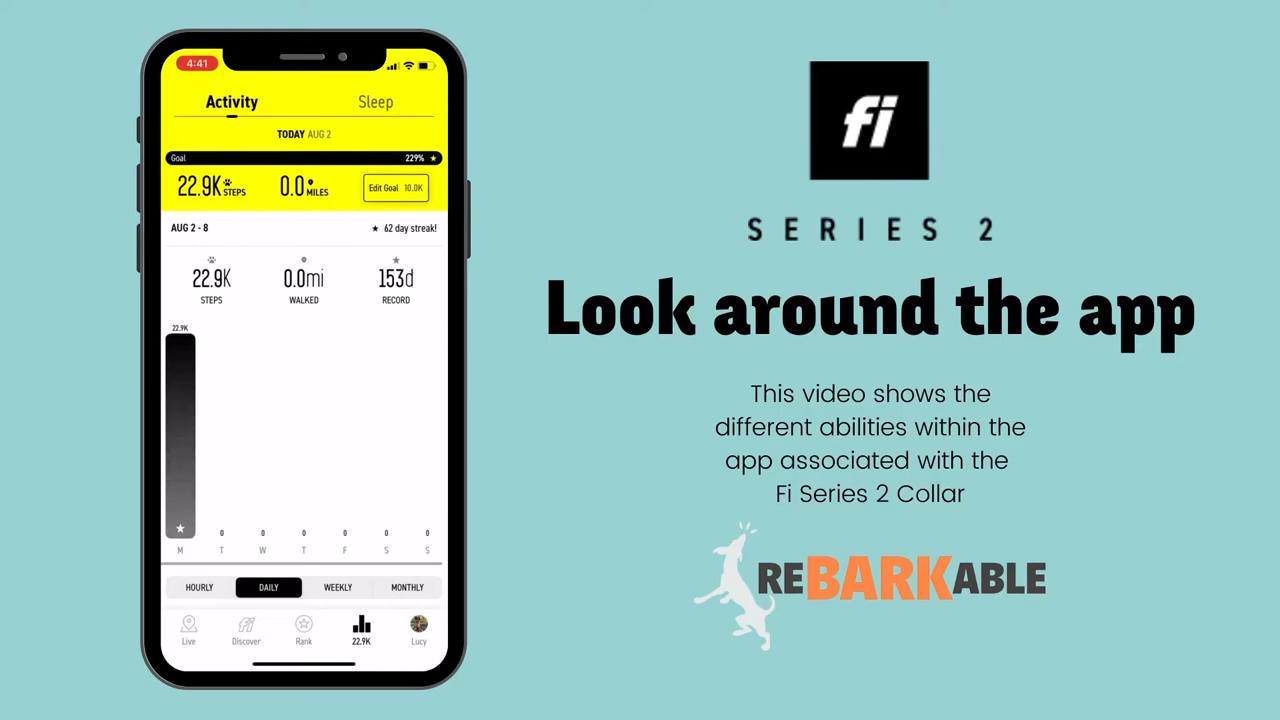 4:41
Activity Sleep
TODAY AUG 2
Goal 229%
22.9K STEPS 0.0 MILES Edit Goal 10.0K
AUG 2 - 8 62 day streak!
22.9K 0.0mi 153d
STEPS WALKED RECORD
22.9K
0 0 0 0 0 0
M T W T F S S
HOURLY DAILY WEEKLY MONTHLY
fi
Live Discover Rank 22.9K Lucy
fi
SERIES 2
Look around the app
This video shows the
different abilities within the
app associated with the
Fi Series 2 Collar
REBARKABLE